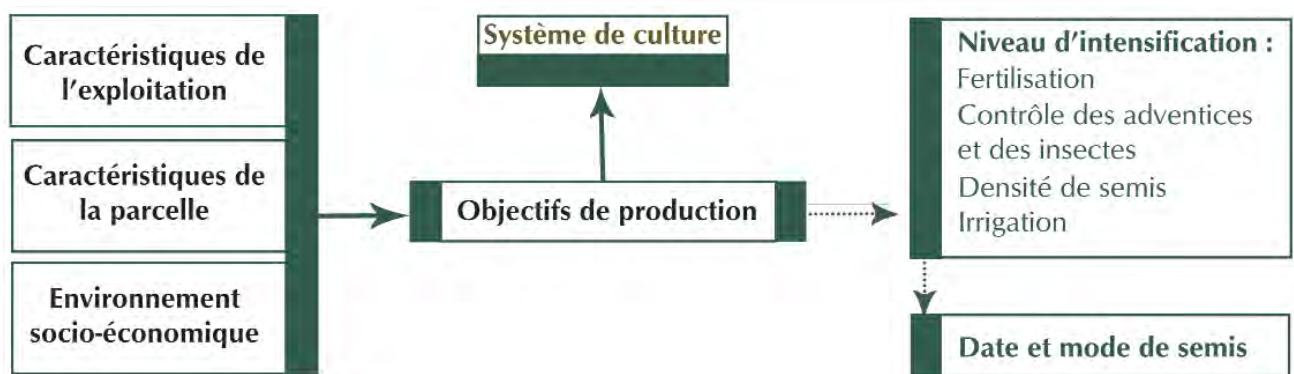 Caractéristiques de
l'exploitation
Caractéristiques de
la parcelle
Environnement
socio-économique
Système de culture
Objectifs de production
Niveau d'intensification :
Fertilisation
Contrôle des adventices
et des insectes
Densité de semis
Irrigation
Date et mode de semis